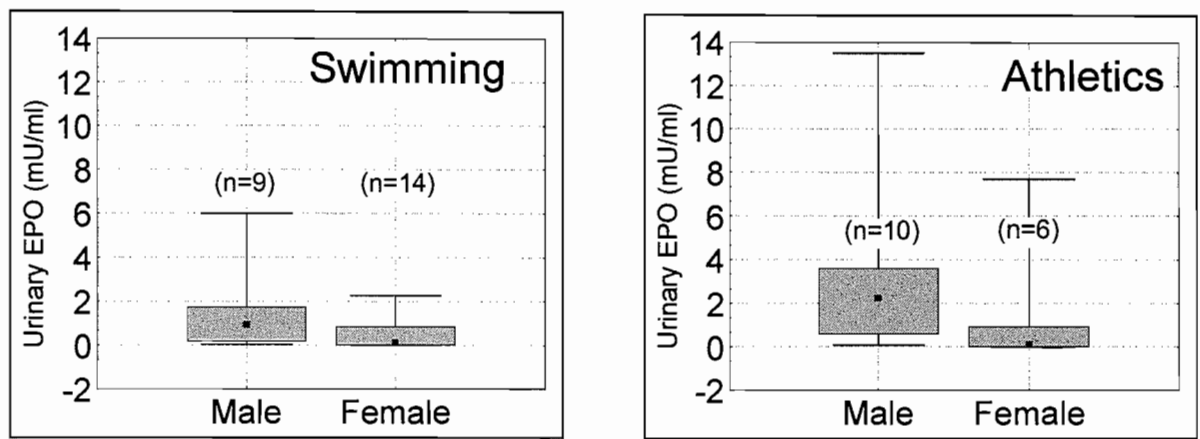 Swimming
Urinary EPO (mU/ml)
14
12
10
8
6
4
2
0
-2
(n=9)
(n=14)
Male
Female
Athletics
Urinary EPO (mU/ml)
14
12
10
8
6
4
2
0
-2
(n=10)
(n=6)
Male
Female